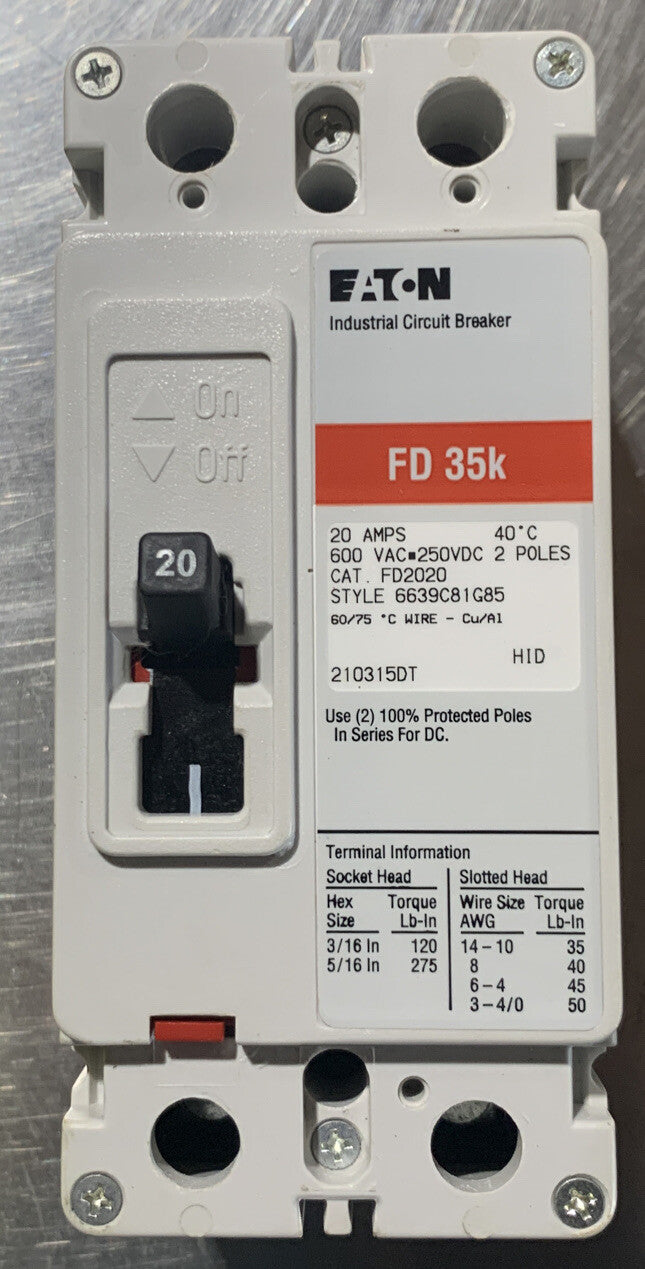 EATON
Industrial Circuit Breaker
On
Off
FD 35k
20 AMPS 40°C
600 VAC■250VDC 2 POLES
CAT. FD2020
STYLE 6639C81G85
60/75 °C WIRE - Cu/Al
HID
210315DT
20
Use (2) 100% Protected Poles
In Series For DC.
Terminal Information
Socket Head Slotted Head
Hex Torque Wire Size Torque
Size Lb-In AWG Lb-In
3/16 In 120 14-10 35
5/16 In 275 8 40
6-4 45
3-4/0 50